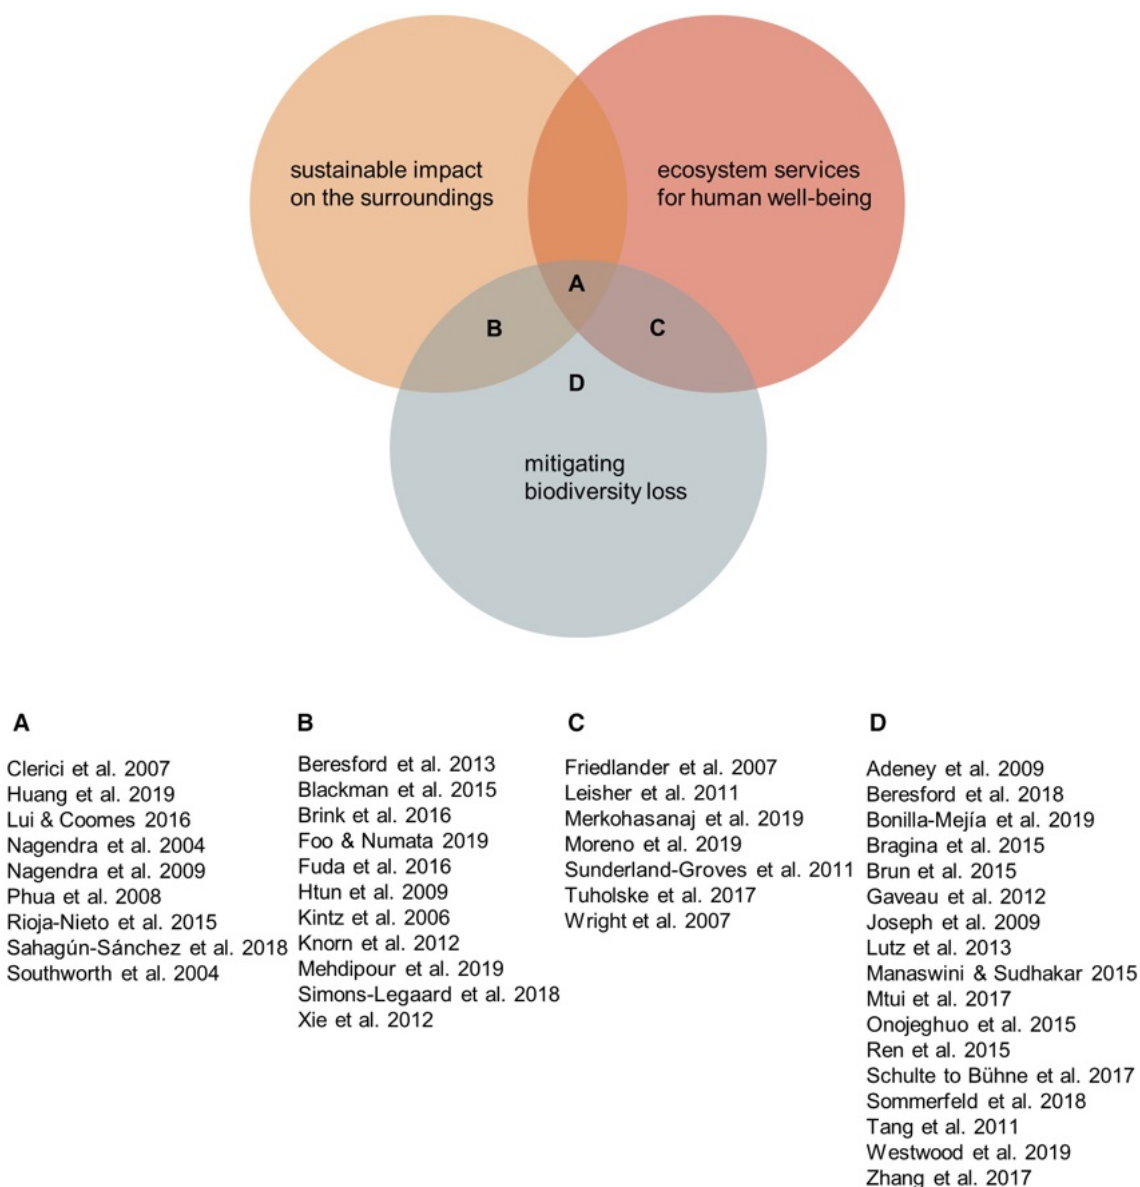 sustainable impact
on the surroundings
ecosystem services
for human well-being
A
B
C
D
mitigating
biodiversity loss
A
Clerici et al. 2007
Huang et al. 2019
Lui & Coomes 2016
Nagendra et al. 2004
Nagendra et al. 2009
Phua et al. 2008
Rioja-Nieto et al. 2015
Sahagún-Sánchez et al. 2018
Southworth et al. 2004
B
Beresford et al. 2013
Blackman et al. 2015
Brink et al. 2016
Foo & Numata 2019
Fuda et al. 2016
Htun et al. 2009
Kintz et al. 2006
Knorn et al. 2012
Mehdipour et al. 2019
Simons-Legaard et al. 2018
Xie et al. 2012
C
Friedlander et al. 2007
Leisher et al. 2011
Merkohasanaj et al. 2019
Moreno et al. 2019
Sunderland-Groves et al. 2011
Tuholske et al. 2017
Wright et al. 2007
D
Adeney et al. 2009
Beresford et al. 2018
Bonilla-Mejía et al. 2019
Bragina et al. 2015
Brun et al. 2015
Gaveau et al. 2012
Joseph et al. 2009
Lutz et al. 2013
Manaswini & Sudhakar 2015
Mtui et al. 2017
Onojeghuo et al. 2015
Ren et al. 2015
Schulte to Bühne et al. 2017
Sommerfeld et al. 2018
Tang et al. 2011
Westwood et al. 2019
Zhang et al. 2017